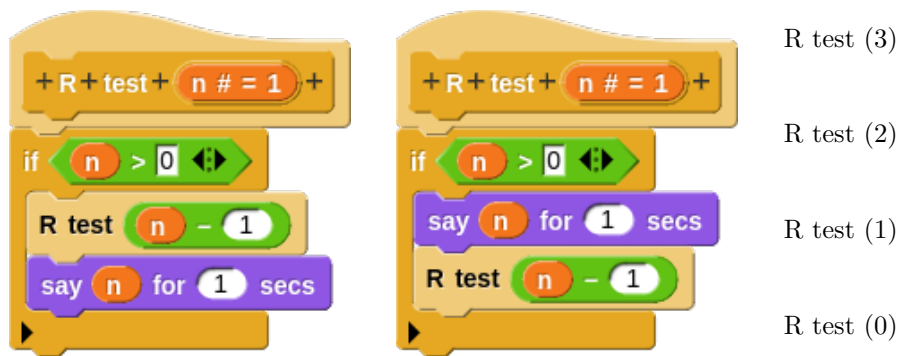 + R + test + n # = 1 +
if n > 0
R test n - 1
say n for 1 secs
+ R + test + n # = 1 +
if n > 0
say n for 1 secs
R test n - 1
R test (3)
R test (2)
R test (1)
R test (0)